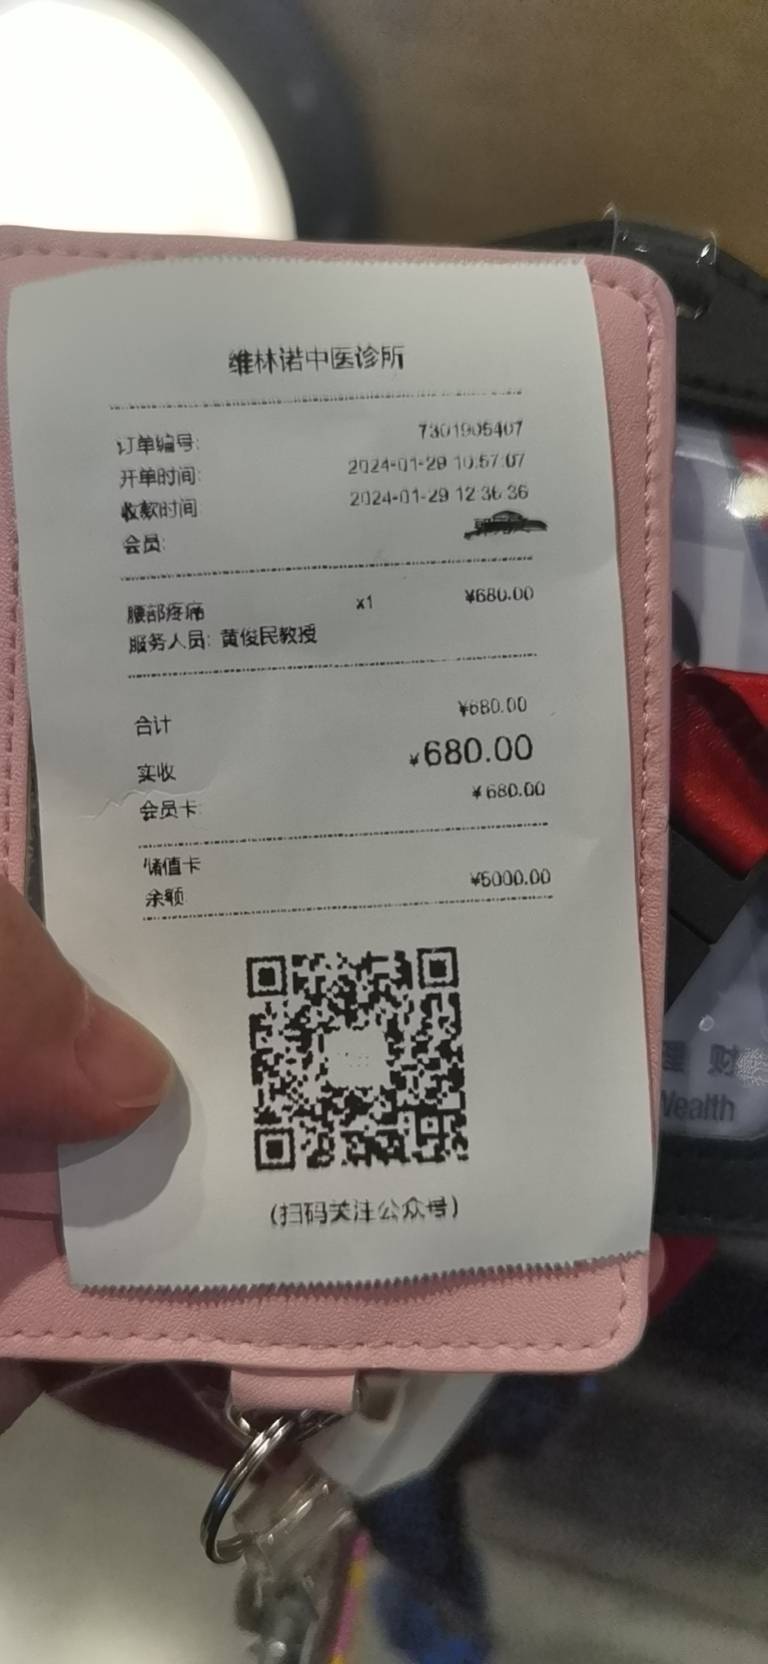 维林诺中医诊所
订单编号: 7301905407
开单时间: 2024-01-29 10:57:07
收款时间 2024-01-29 12:36:36
会员:
腰部疼痛 x1 ¥680.00
服务人员: 黄俊民教授
合计 ¥680.00
实收 ¥680.00
会员卡 ¥680.00
储值卡
余额 ¥5000.00
(扫码关注公众号)
财
Wealth